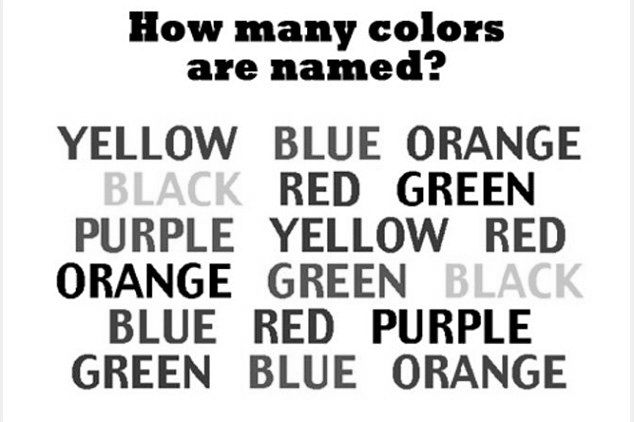 How many colors
are named?
YELLOW BLUE ORANGE
BLACK RED GREEN
PURPLE YELLOW RED
ORANGE GREEN BLACK
BLUE RED PURPLE
GREEN BLUE ORANGE